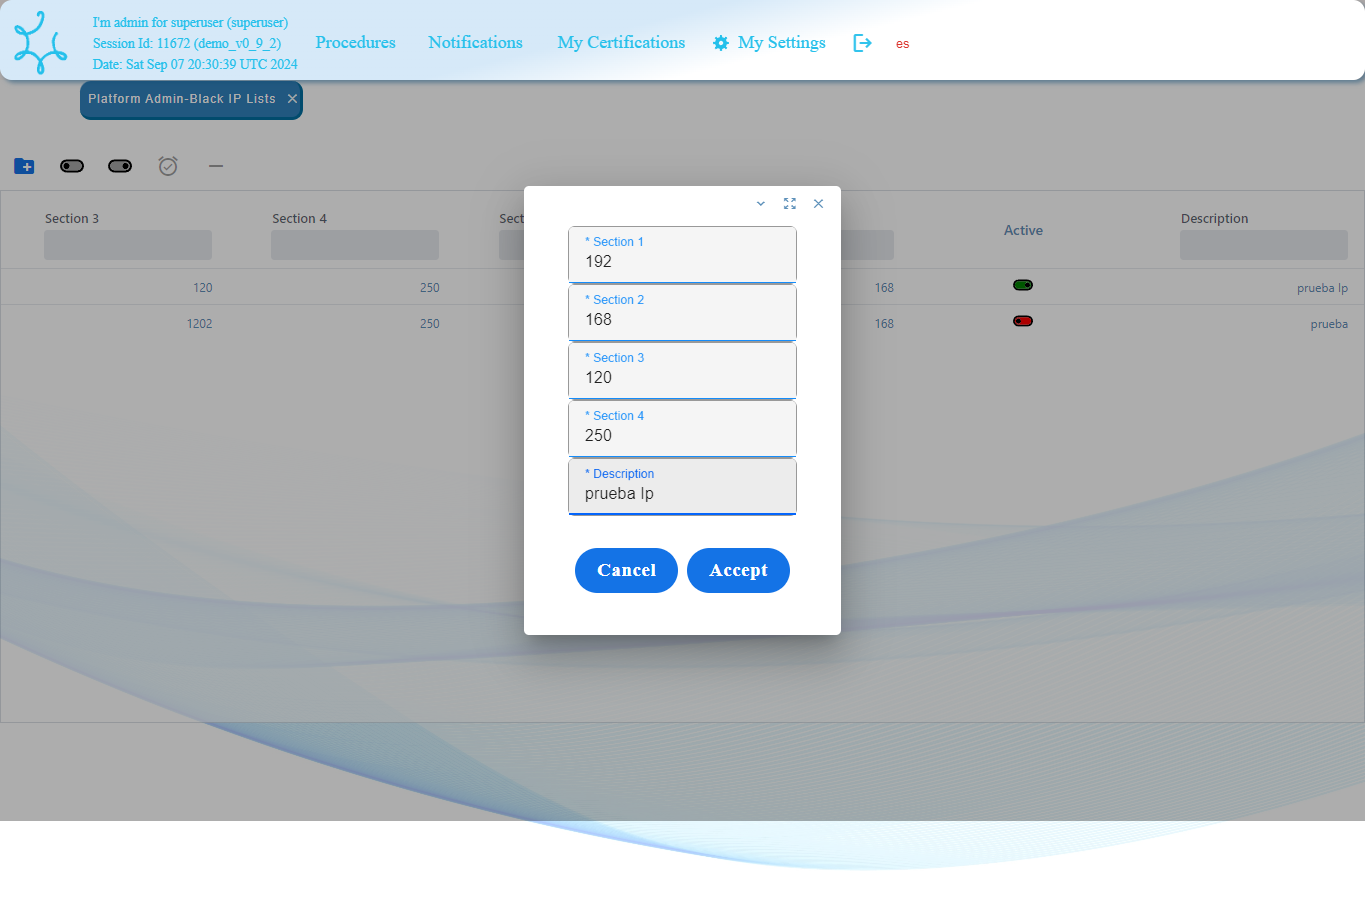 I'm admin for superuser (superuser)
Session Id: 11672 (demo_v0_9_2)
Date: Sat Sep 07 20:30:39 UTC 2024
Procedures
Notifications
My Certifications
My Settings
es
Platform Admin-Black IP Lists
Section 3
Section 4
Sect
Active
Description
120
250
168
prueba Ip
1202
250
168
prueba
* Section 1
192
* Section 2
168
* Section 3
120
* Section 4
250
* Description
prueba Ip
Cancel
Accept